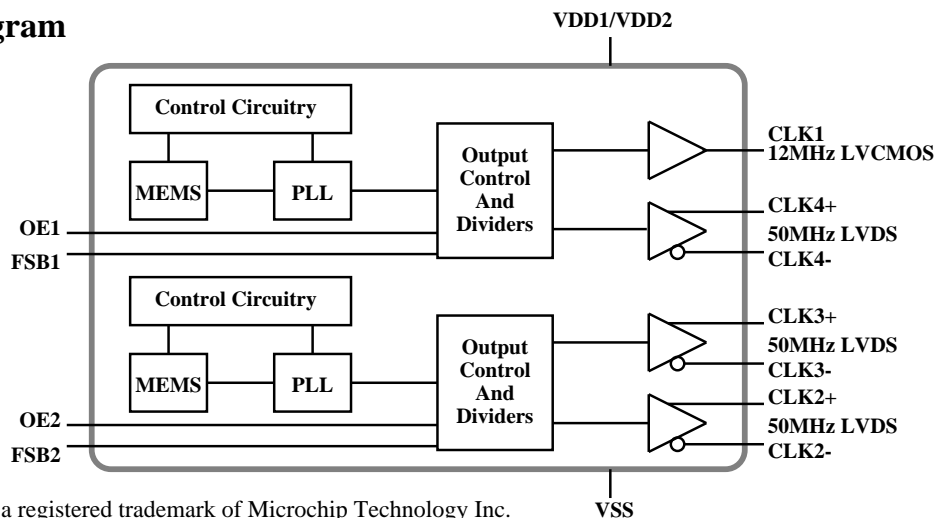 gram
VDD1/VDD2
Control Circuitry
MEMS
PLL
Output
Control
And
Dividers
CLK1
12MHz LVCMOS
CLK4+
50MHz LVDS
CLK4-
OE1
FSB1
Control Circuitry
MEMS
PLL
Output
Control
And
Dividers
CLK3+
50MHz LVDS
CLK3-
CLK2+
50MHz LVDS
CLK2-
OE2
FSB2
a registered trademark of Microchip Technology Inc.
VSS